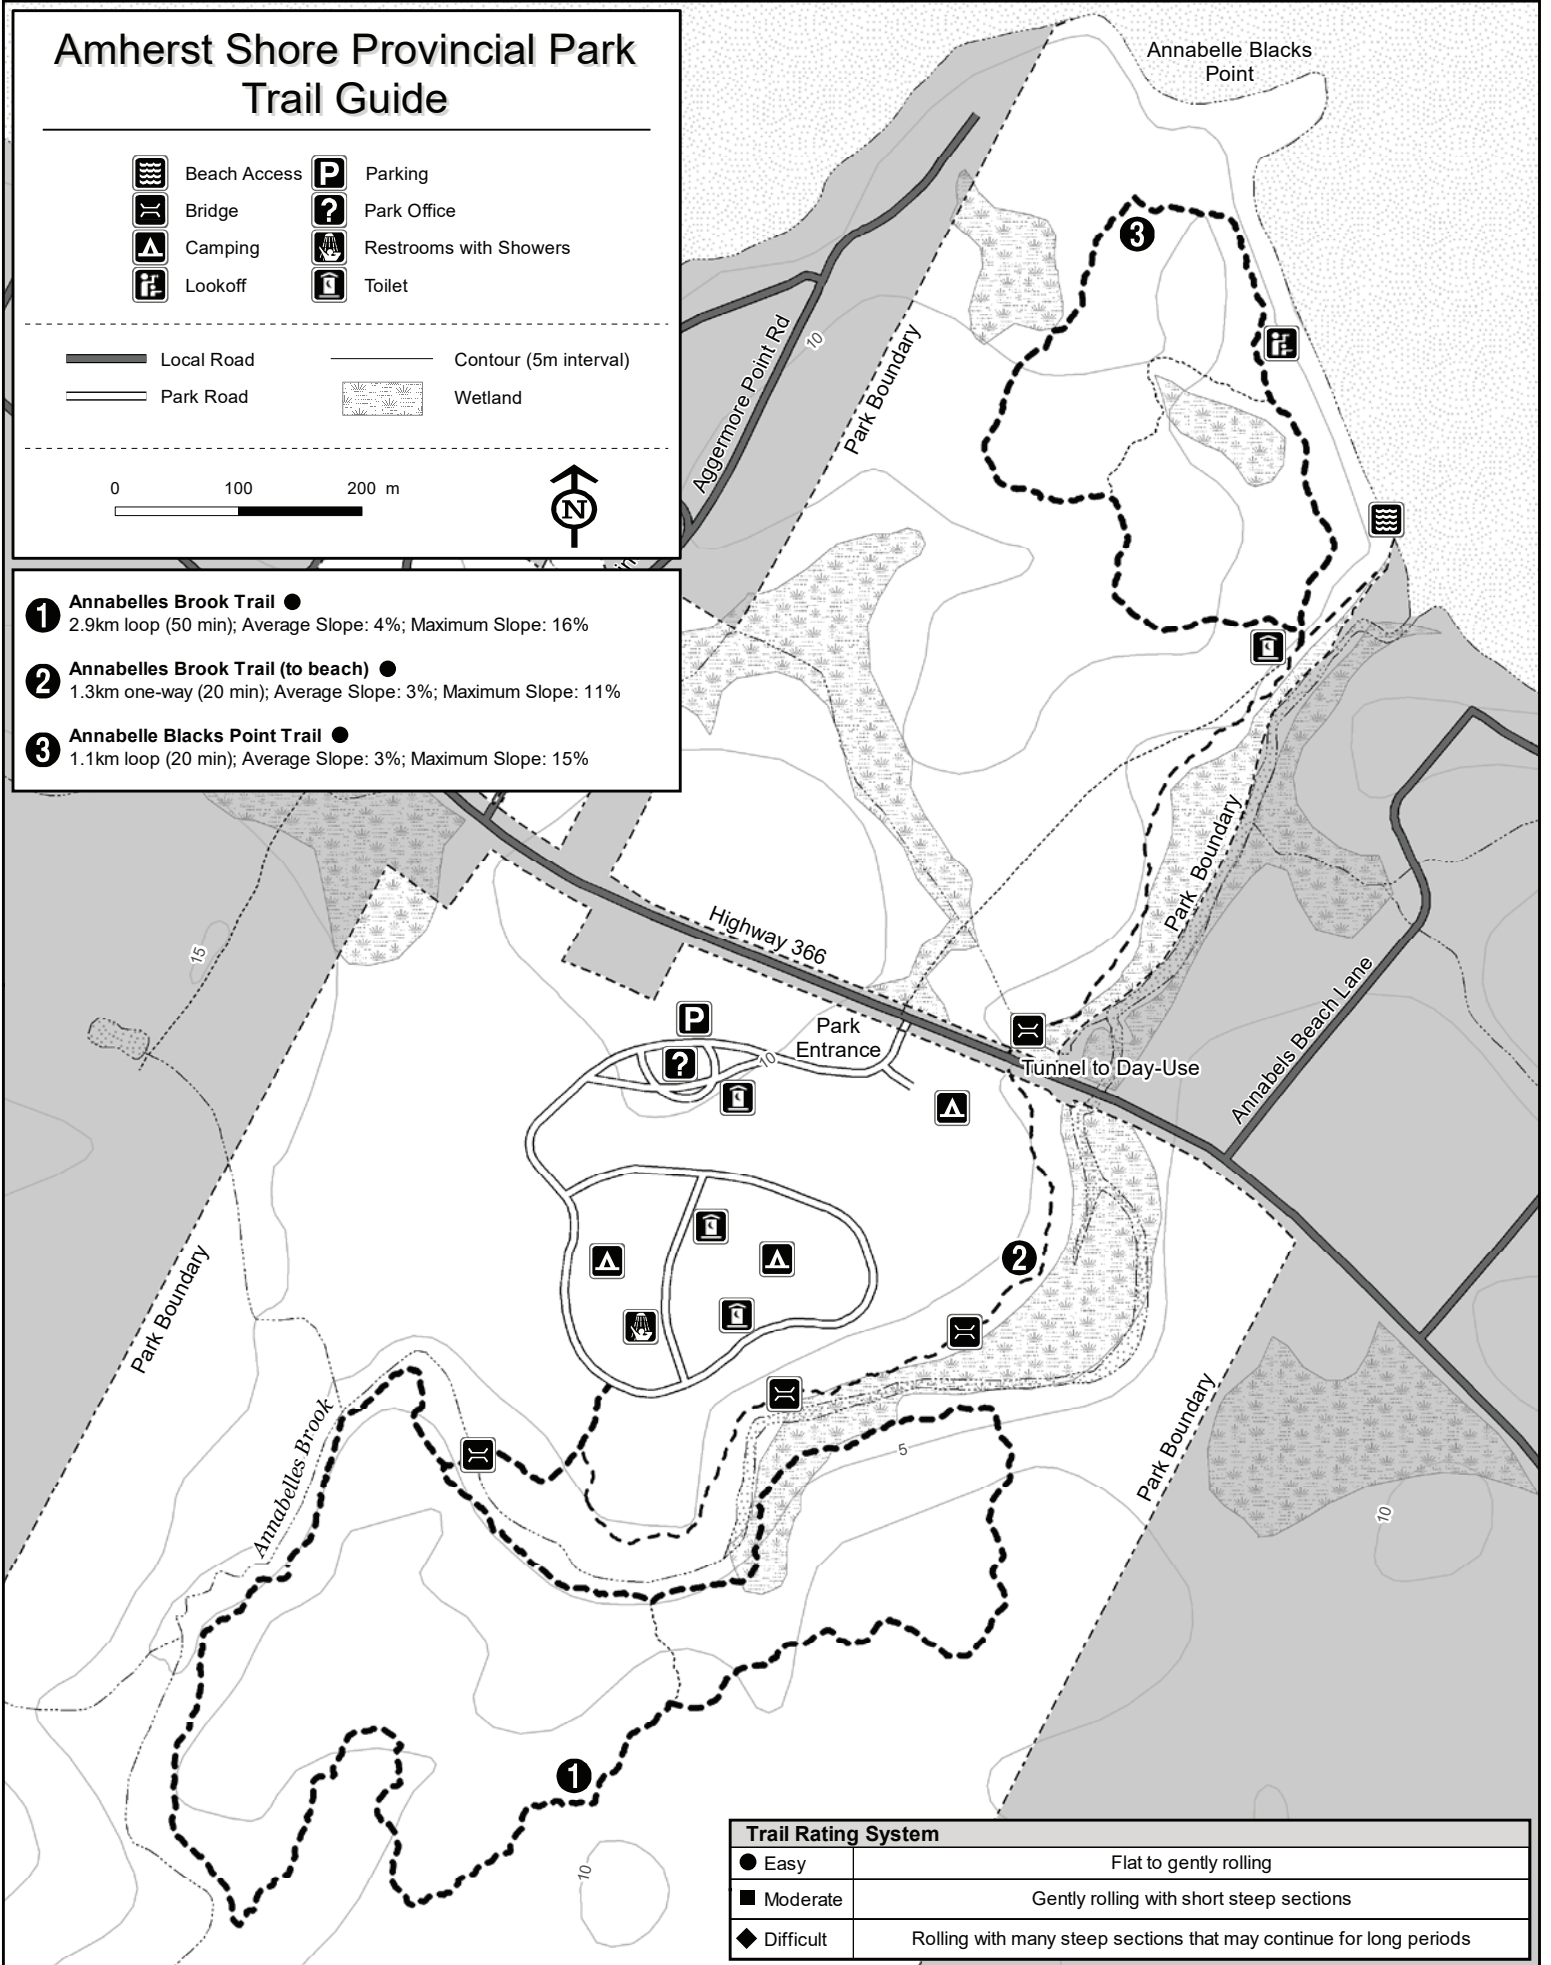 Amherst Shore Provincial Park
Trail Guide
Beach Access
Parking
Bridge
Park Office
Camping
Restrooms with Showers
Lookoff
Toilet
Local Road
Contour (5m interval)
Park Road
Wetland
0 100 200 m
N
1 Annabelles Brook Trail
2.9km loop (50 min); Average Slope: 4%; Maximum Slope: 16%
2 Annabelles Brook Trail (to beach)
1.3km one-way (20 min); Average Slope: 3%; Maximum Slope: 11%
3 Annabelle Blacks Point Trail
1.1km loop (20 min); Average Slope: 3%; Maximum Slope: 15%
Annabelle Blacks
Point
3
Aggermore Point Rd
10
Park Boundary
Park Boundary
15
Highway 366
P
?
10
Park
Entrance
Tunnel to Day-Use
Annabels Beach Lane
2
Park Boundary
Park Boundary
Annabelles Brook
5
10
1
10
Trail Rating System
Easy Flat to gently rolling
Moderate Gently rolling with short steep sections
Difficult Rolling with many steep sections that may continue for long periods